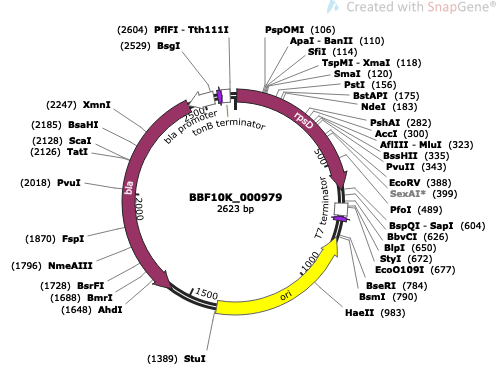 Created with SnapGene®
(2604) PflFI - Tth111I
(2529) BsgI
PspOMI (106)
ApaI - BanII (110)
SfiI (114)
TspMI - XmaI (118)
SmaI (120)
PstI (156)
BstAPI (175)
NdeI (183)
PshAI (282)
AccI (300)
AflIII - MluI (323)
BssHII (335)
PvuII (343)
EcoRV (388)
SexAI* (399)
PfoI (489)
BspQI - SapI (604)
BbvCI (626)
BlpI (650)
StyI (672)
EcoO109I (677)
BseRI (784)
BsmI (790)
HaeII (983)
(2247) XmnI
(2185) BsaHI
(2128) ScaI
(2126) TatI
(2018) PvuI
(1870) FspI
(1796) NmeAIII
(1728) BsrFI
(1688) BmrI
(1648) AhdI
(1389) StuI
bla promoter
tonB terminator
rpsD
T7 terminator
ori
bla
500
1000
1500
2000
2500
BBF10K_000979
2623 bp